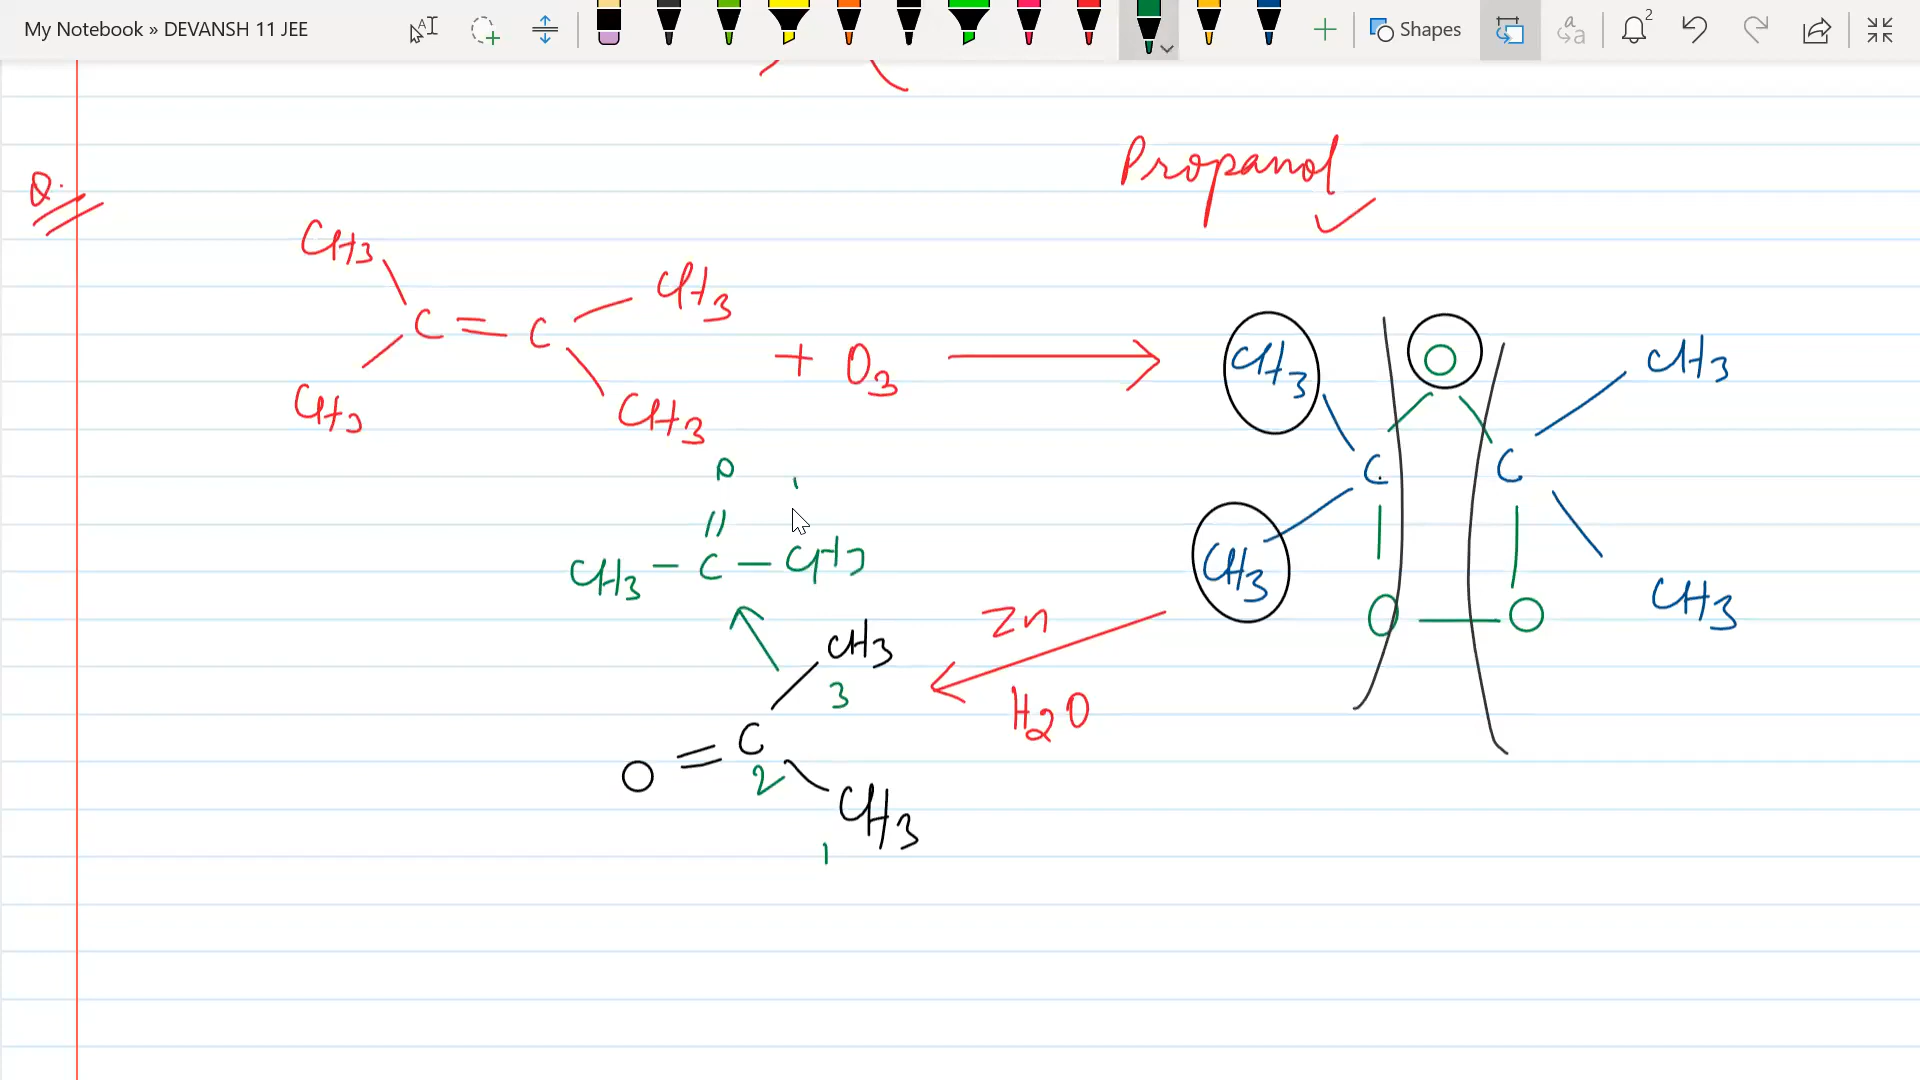 My Notebook » DEVANSH 11 JEE
Shapes
2
Propanol
Q.
CH3
CH3
C = C
+ O3
CH3
CH3
CH3
O
CH3
C
C
O
CH3 - C - CH3
CH3
O
O
CH3
Zn
H2O
CH3
3
O = C
2
CH3
1